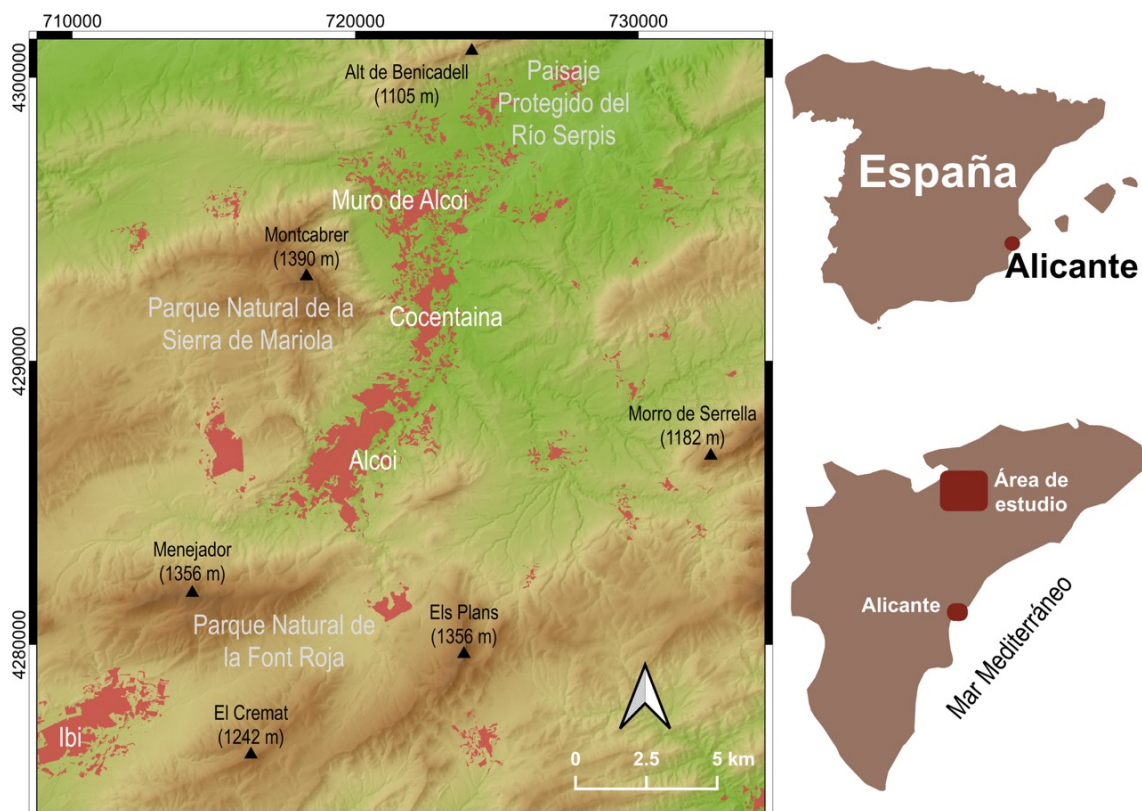 710000
720000
730000
4300000
4290000
4280000
Alt de Benicadell
(1105 m)
Paisaje
Protegido del
Río Serpis
Muro de Alcoi
Montcabrer
(1390 m)
Parque Natural de la
Sierra de Mariola
Cocentaina
Morro de Serrella
(1182 m)
Alcoi
Menejador
(1356 m)
Els Plans
(1356 m)
Parque Natural de
la Font Roja
El Cremat
(1242 m)
Ibi
0 2.5 5 km
España
Alicante
Área de
estudio
Alicante
Mar Mediterráneo